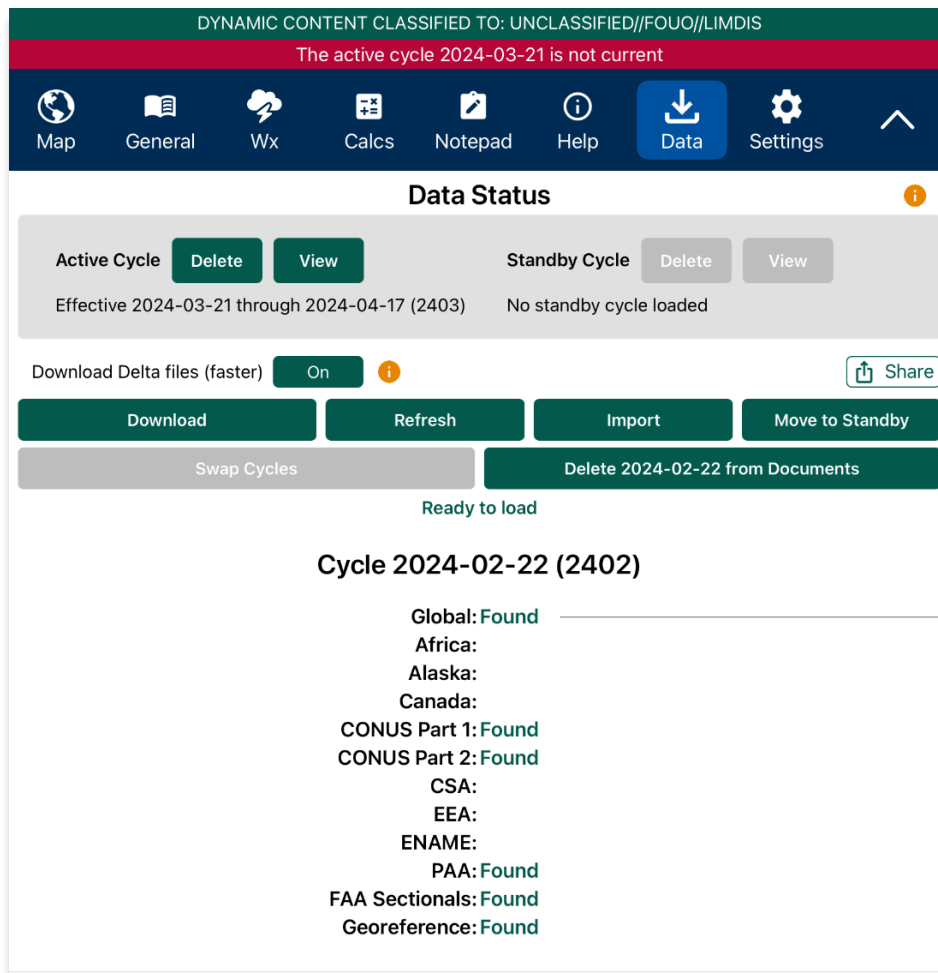 DYNAMIC CONTENT CLASSIFIED TO: UNCLASSIFIED//FOUO//LIMDIS
The active cycle 2024-03-21 is not current
Map General Wx Calcs Notepad Help Data Settings
Data Status
Active Cycle Delete View Standby Cycle Delete View
Effective 2024-03-21 through 2024-04-17 (2403) No standby cycle loaded
Download Delta files (faster) On Share
Download Refresh Import Move to Standby
Swap Cycles Delete 2024-02-22 from Documents
Ready to load
Cycle 2024-02-22 (2402)
Global: Found
Africa:
Alaska:
Canada:
CONUS Part 1: Found
CONUS Part 2: Found
CSA:
EEA:
ENAME:
PAA: Found
FAA Sectionals: Found
Georeference: Found